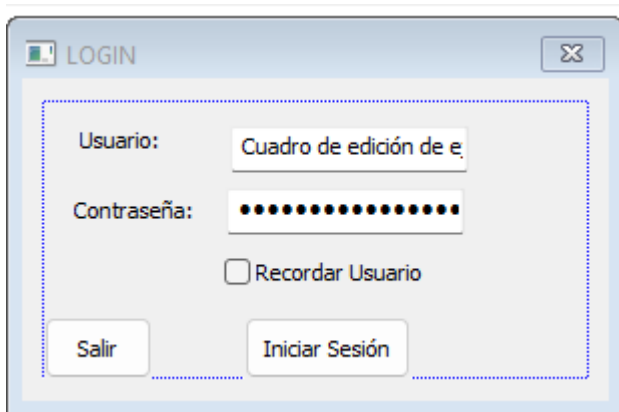 LOGIN
Usuario: Cuadro de edición de e
Contraseña: ●●●●●●●●●●●●●●●●
Recordar Usuario
Salir Iniciar Sesión